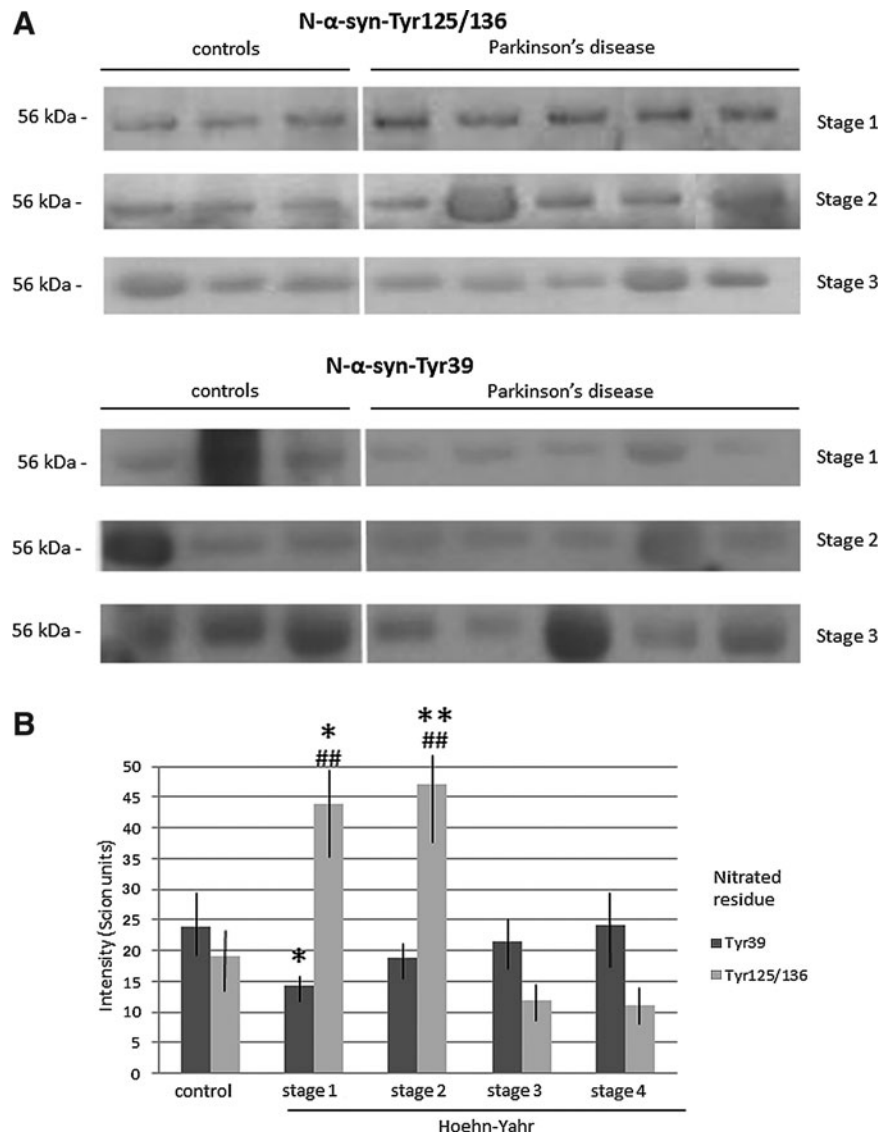 A
N-α-syn-Tyr125/136
controls Parkinson's disease
56 kDa - Stage 1
56 kDa - Stage 2
56 kDa - Stage 3
N-α-syn-Tyr39
controls Parkinson's disease
56 kDa - Stage 1
56 kDa - Stage 2
56 kDa - Stage 3
B
* **
## ##
50
45
40
35
30
25
20
15
10
5
0
*
Intensity (Scion units)
Nitrated
residue
Tyr39
Tyr125/136
control stage 1 stage 2 stage 3 stage 4
Hoehn-Yahr